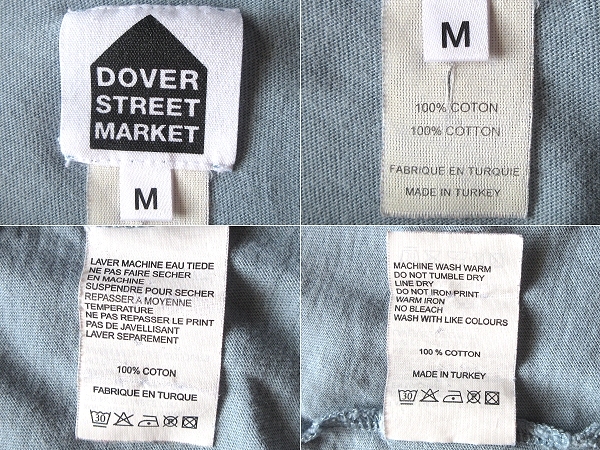 DOVER
STREET
MARKET
M
M
100% COTON
100% COTTON
FABRIQUE EN TURQUIE
MADE IN TURKEY
LAVER MACHINE EAU TIEDE
NE PAS FAIRE SECHER
EN MACHINE
SUSPENDRE POUR SECHER
REPASSER A MOYENNE
TEMPERATURE
NE PAS REPASSER LE PRINT
PAS DE JAVELLISANT
LAVER SEPAREMENT
100% COTON
FABRIQUE EN TURQUE
30
MACHINE WASH WARM
DO NOT TUMBLE DRY
LINE DRY
DO NOT IRON PRINT
WARM IRON
NO BLEACH
WASH WITH LIKE COLOURS
100 % COTTON
MADE IN TURKEY
30